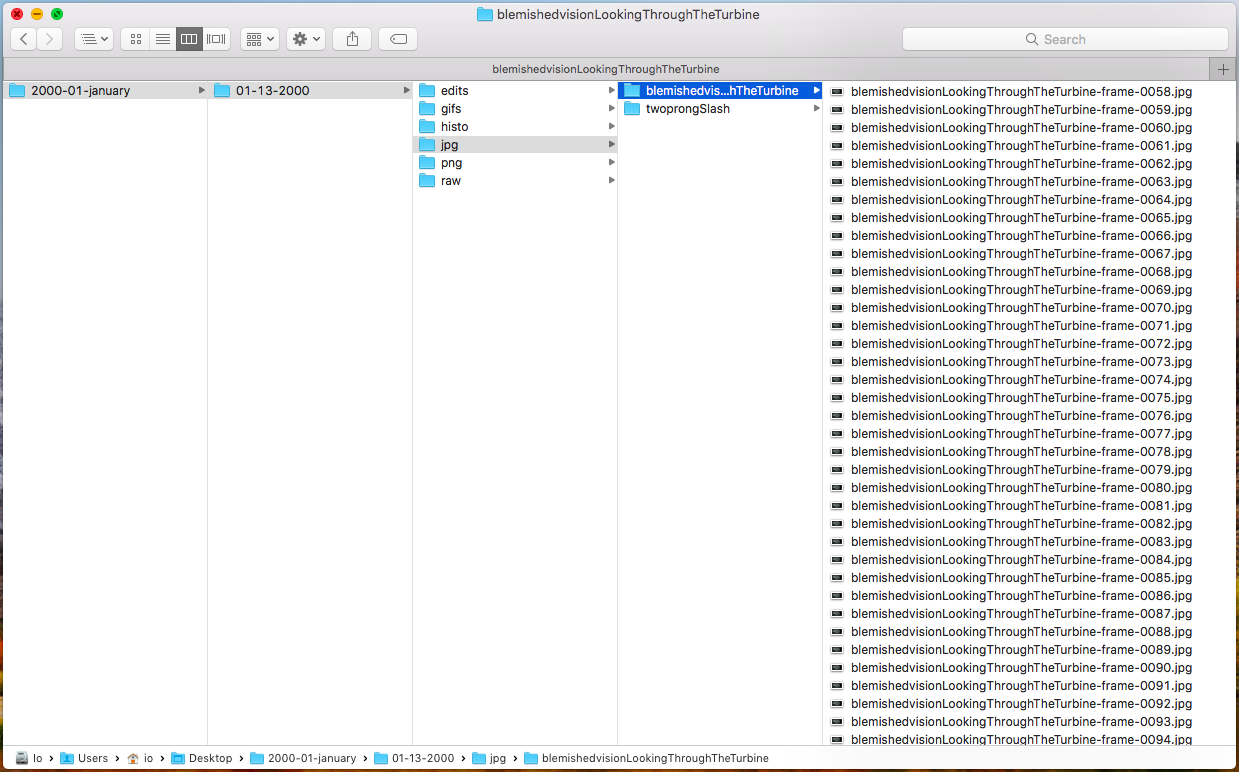 blemishedvisionLookingThroughTheTurbine
Search
blemishedvisionLookingThroughTheTurbine
2000-01-january
01-13-2000
edits
gifs
histo
jpg
png
raw
blemishedvis...hTheTurbine
twoprongSlash
blemishedvisionLookingThroughTheTurbine-frame-0058.jpg
blemishedvisionLookingThroughTheTurbine-frame-0059.jpg
blemishedvisionLookingThroughTheTurbine-frame-0060.jpg
blemishedvisionLookingThroughTheTurbine-frame-0061.jpg
blemishedvisionLookingThroughTheTurbine-frame-0062.jpg
blemishedvisionLookingThroughTheTurbine-frame-0063.jpg
blemishedvisionLookingThroughTheTurbine-frame-0064.jpg
blemishedvisionLookingThroughTheTurbine-frame-0065.jpg
blemishedvisionLookingThroughTheTurbine-frame-0066.jpg
blemishedvisionLookingThroughTheTurbine-frame-0067.jpg
blemishedvisionLookingThroughTheTurbine-frame-0068.jpg
blemishedvisionLookingThroughTheTurbine-frame-0069.jpg
blemishedvisionLookingThroughTheTurbine-frame-0070.jpg
blemishedvisionLookingThroughTheTurbine-frame-0071.jpg
blemishedvisionLookingThroughTheTurbine-frame-0072.jpg
blemishedvisionLookingThroughTheTurbine-frame-0073.jpg
blemishedvisionLookingThroughTheTurbine-frame-0074.jpg
blemishedvisionLookingThroughTheTurbine-frame-0075.jpg
blemishedvisionLookingThroughTheTurbine-frame-0076.jpg
blemishedvisionLookingThroughTheTurbine-frame-0077.jpg
blemishedvisionLookingThroughTheTurbine-frame-0078.jpg
blemishedvisionLookingThroughTheTurbine-frame-0079.jpg
blemishedvisionLookingThroughTheTurbine-frame-0080.jpg
blemishedvisionLookingThroughTheTurbine-frame-0081.jpg
blemishedvisionLookingThroughTheTurbine-frame-0082.jpg
blemishedvisionLookingThroughTheTurbine-frame-0083.jpg
blemishedvisionLookingThroughTheTurbine-frame-0084.jpg
blemishedvisionLookingThroughTheTurbine-frame-0085.jpg
blemishedvisionLookingThroughTheTurbine-frame-0086.jpg
blemishedvisionLookingThroughTheTurbine-frame-0087.jpg
blemishedvisionLookingThroughTheTurbine-frame-0088.jpg
blemishedvisionLookingThroughTheTurbine-frame-0089.jpg
blemishedvisionLookingThroughTheTurbine-frame-0090.jpg
blemishedvisionLookingThroughTheTurbine-frame-0091.jpg
blemishedvisionLookingThroughTheTurbine-frame-0092.jpg
blemishedvisionLookingThroughTheTurbine-frame-0093.jpg
blemishedvisionLookingThroughTheTurbine-frame-0094.jpg
Io › Users › io › Desktop › 2000-01-january › 01-13-2000 › jpg › blemishedvisionLookingThroughTheTurbine